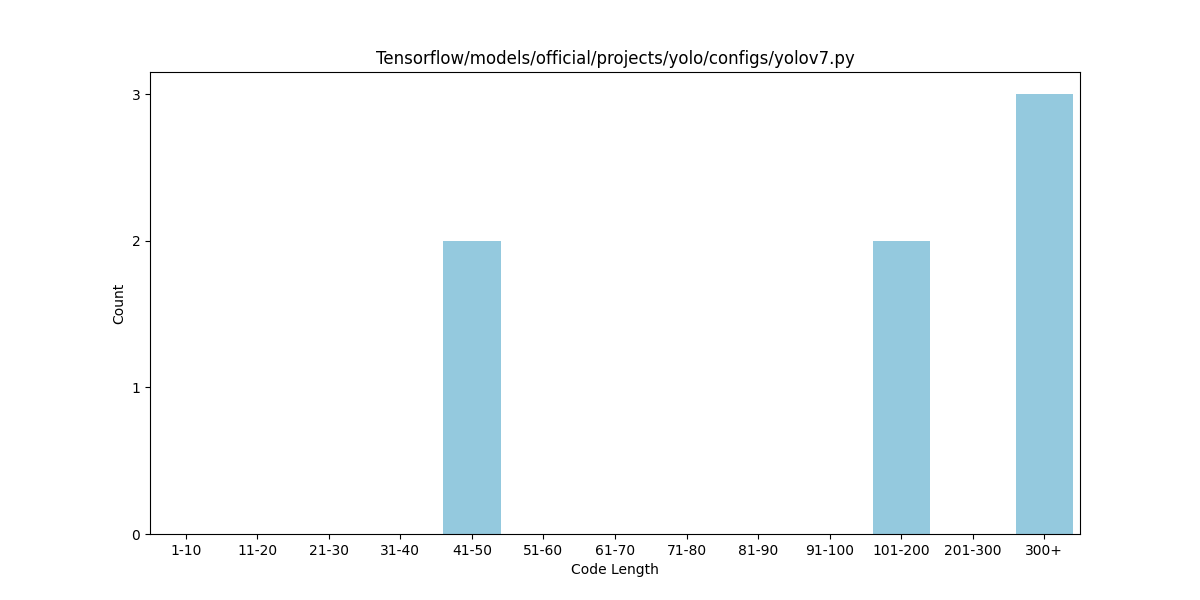 Tensorflow/models/official/projects/yolo/configs/yolov7.py
3
2
1
0
Count
1-10 11-20 21-30 31-40 41-50 51-60 61-70 71-80 81-90 91-100 101-200 201-300 300+
Code Length